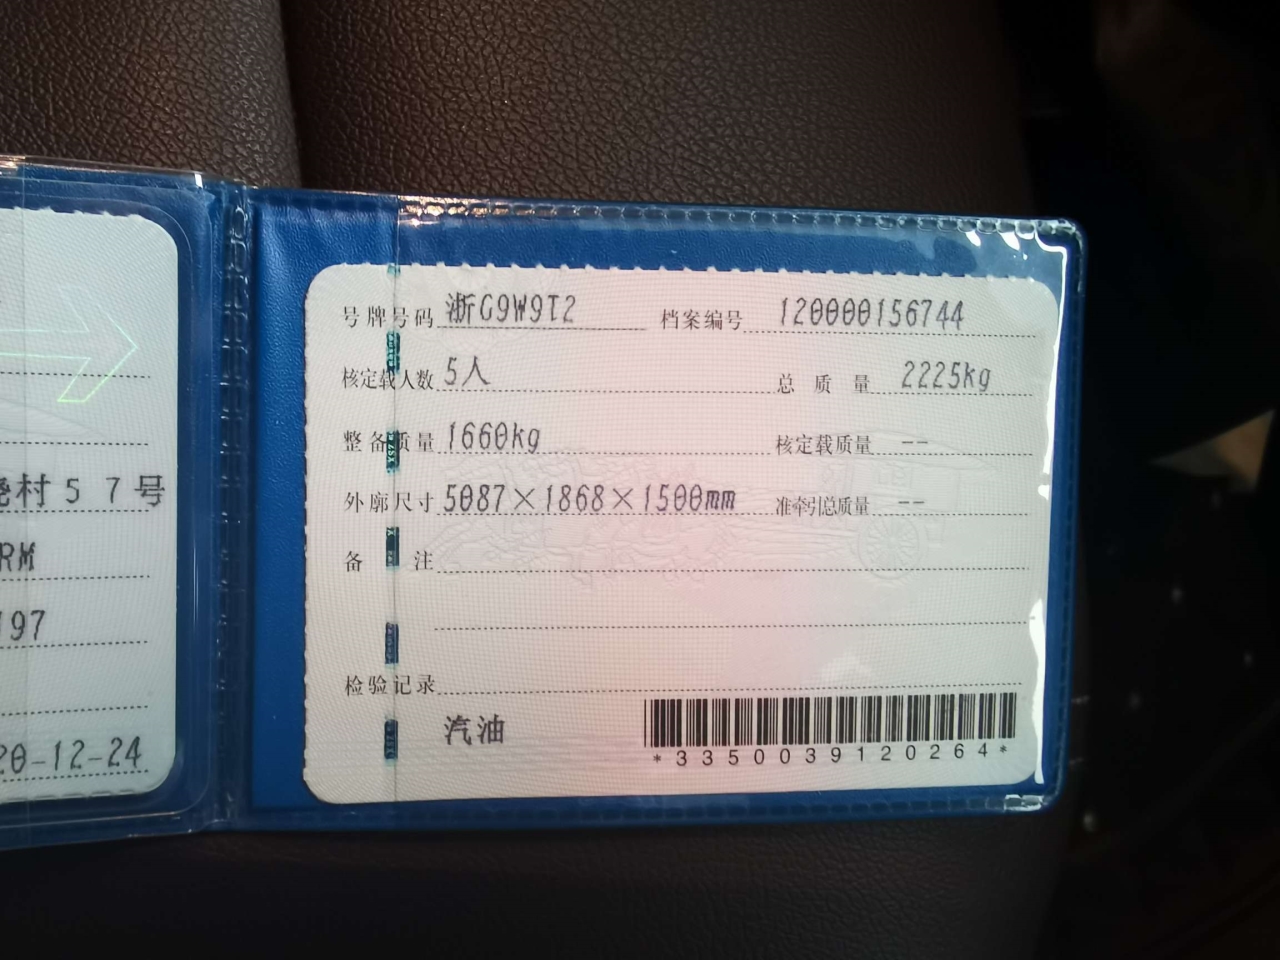 村57号
RM
197
20-12-24
号牌号码 浙G9W9T2 档案编号 120000156744
核定载人数 5人 总质量 2225kg
整备质量 1660kg 核定载质量 --
外廓尺寸 5087×1868×1500mm 准牵引总质量 --
备注
检验记录
汽油
*3350039120264*